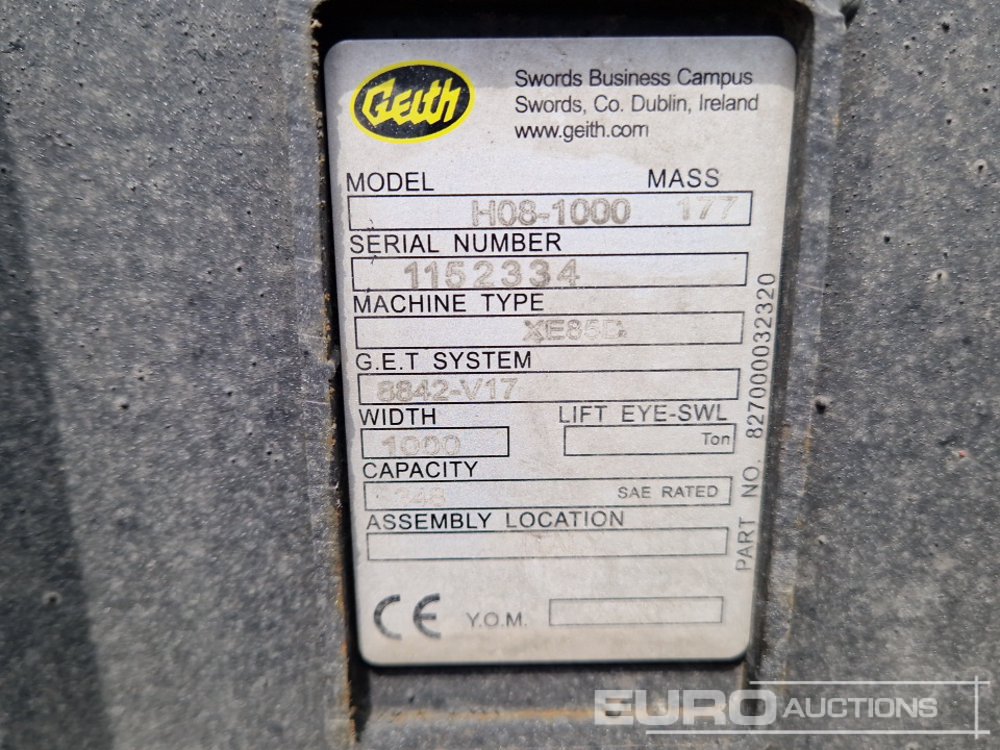 Geith
Swords Business Campus
Swords, Co. Dublin, Ireland
www.geith.com
MODEL MASS
H08-1000 177
SERIAL NUMBER
1152334
MACHINE TYPE
G.E.T SYSTEM
8842-V17
WIDTH LIFT EYE-SWL
1000 Ton
CAPACITY
SAE RATED
ASSEMBLY LOCATION
CE Y.O.M.
PART NO. 8270000032320
EURO AUCTIONS